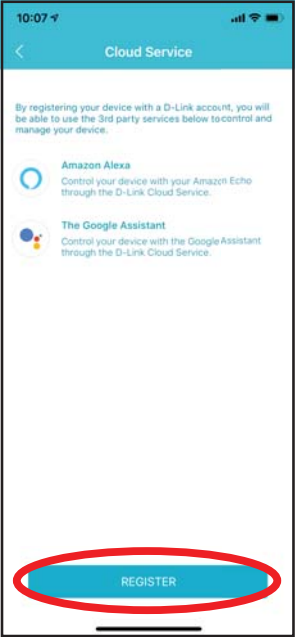 10:07
Cloud Service
By registering your device with a D-Link account, you will
be able to use the 3rd party services below to control and
manage your device.
Amazon Alexa
Control your device with your Amazon Echo
through the D-Link Cloud Service.
The Google Assistant
Control your device with the Google Assistant
through the D-Link Cloud Service.
REGISTER